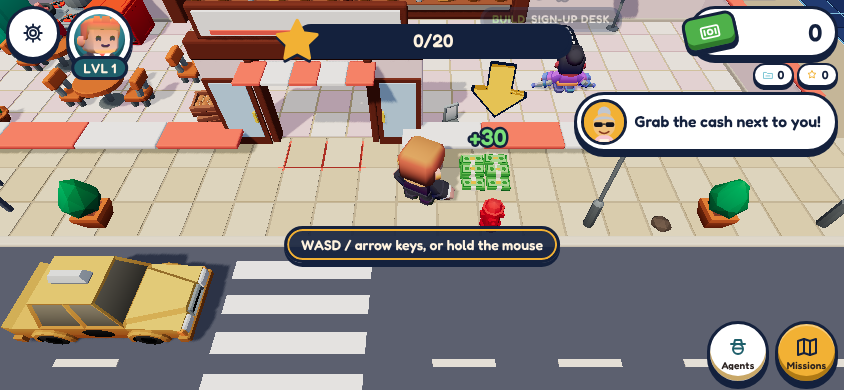 BUILD SIGN-UP DESK
0/20
0
LVL 1
0
0
Grab the cash next to you!
+30
WASD / arrow keys, or hold the mouse
Agents
Missions